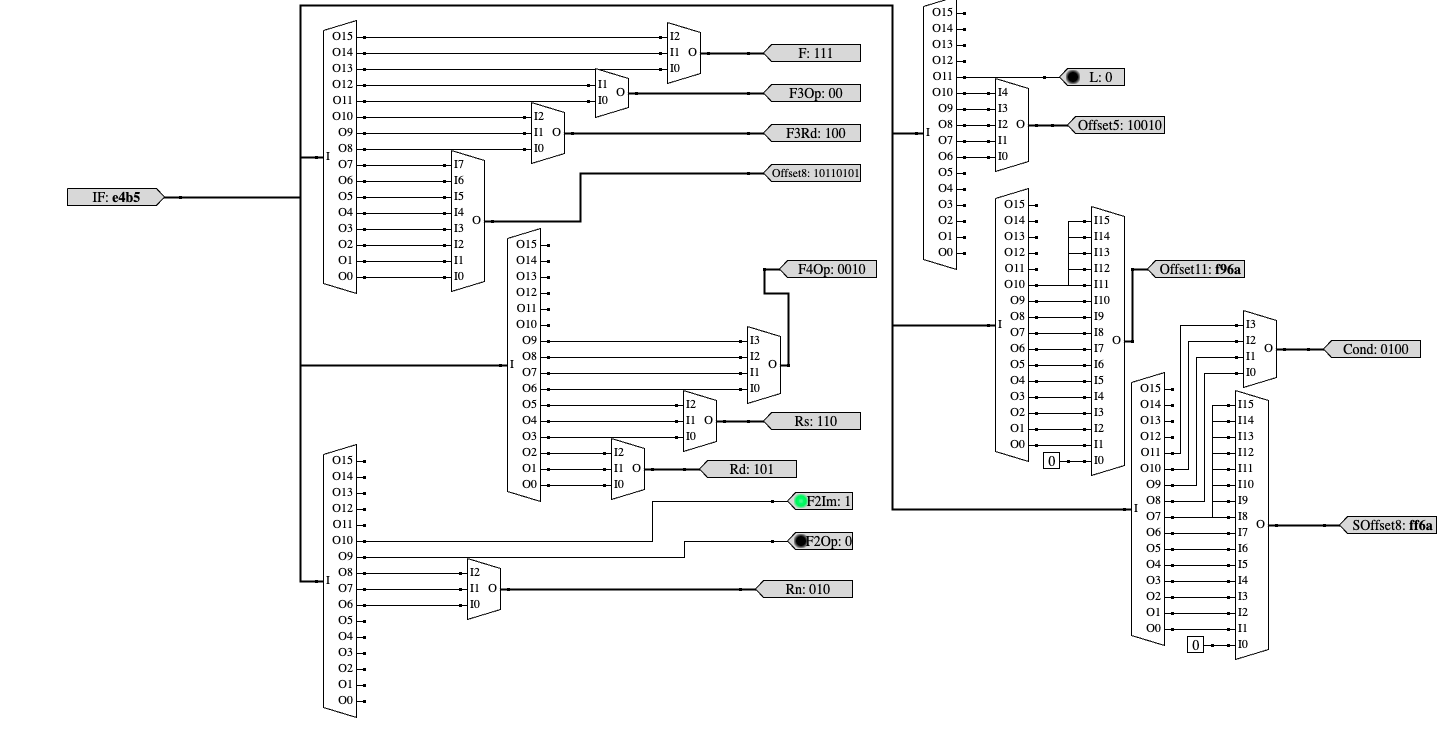 IF: e4b5
I
O15
O14
O13
O12
O11
O10
O9
O8
O7
O6
O5
O4
O3
O2
O1
O0
I2
I1 O
I0
F: 111
I1
I0
O
F3Op: 00
I2
I1 O
I0
F3Rd: 100
I7
I6
I5
I4
I3
I2
I1
I0
O
Offset8: 10110101
I
O15
O14
O13
O12
O11
O10
O9
O8
O7
O6
O5
O4
O3
O2
O1
O0
I3
I2
I1
I0
O
F4Op: 0010
I2
I1 O
I0
Rs: 110
I2
I1 O
I0
Rd: 101
I
O15
O14
O13
O12
O11
O10
O9
O8
O7
O6
O5
O4
O3
O2
O1
O0
F2Im: 1
F2Op: 0
I2
I1 O
I0
Rn: 010
I
O15
O14
O13
O12
O11
O10
O9
O8
O7
O6
O5
O4
O3
O2
O1
O0
L: 0
I4
I3
I2 O
I1
I0
Offset5: 10010
I
O15
O14
O13
O12
O11
O10
O9
O8
O7
O6
O5
O4
O3
O2
O1
O0
I15
I14
I13
I12
I11
I10
I9
I8
I7
I6
I5
I4
I3
I2
I1
I0
O
0
Offset11: f96a
I
O15
O14
O13
O12
O11
O10
O9
O8
O7
O6
O5
O4
O3
O2
O1
O0
I3
I2
I1
I0
O
Cond: 0100
I15
I14
I13
I12
I11
I10
I9
I8
I7
I6
I5
I4
I3
I2
I1
I0
O
0
SOffset8: ff6a